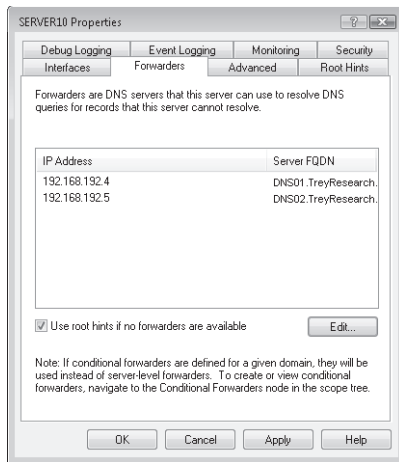 SERVER10 Properties
Debug Logging Event Logging Monitoring Security
Interfaces Forwarders Advanced Root Hints
Forwarders are DNS servers that this server can use to resolve DNS
queries for records that this server cannot resolve.
IP Address Server FQDN
192.168.192.4 DNS01.TreyResearch.
192.168.192.5 DNS02.TreyResearch.
Use root hints if no forwarders are available
Edit...
Note: If conditional forwarders are defined for a given domain, they will be
used instead of server-level forwarders. To create or view conditional
forwarders, navigate to the Conditional Forwarders node in the scope tree.
OK Cancel Apply Help